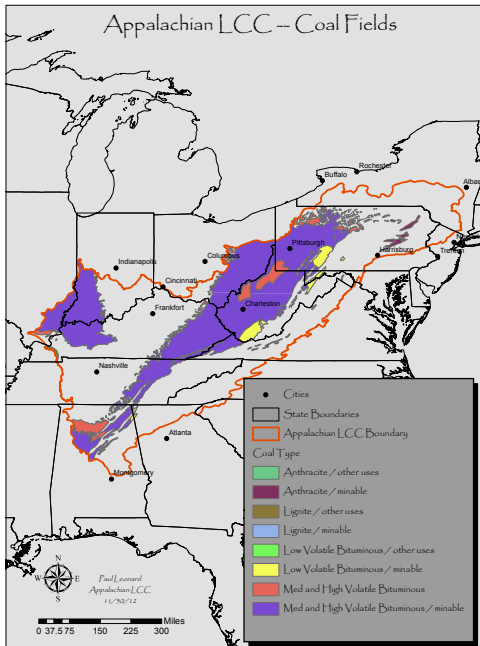 Appalachian LCC -- Coal Fields
Rochester
Buffalo
Pittsburgh
Harrisburg
Columbus
Indianapolis
Cincinnati
Frankfort
Charleston
Nashville
Atlanta
Montgomery
Cities
State Boundaries
Appalachian LCC Boundary
Coal Type
Anthracite / other uses
Anthracite / minable
Lignite / other uses
Lignite / minable
Low Volatile Bituminous / other uses
Low Volatile Bituminous / minable
Med and High Volatile Bituminous
Med and High Volatile Bituminous / minable
N
W
E
S
Paul Leonard
Appalachian LCC
11/30/12
0 37.5 75 150 225 300 Miles